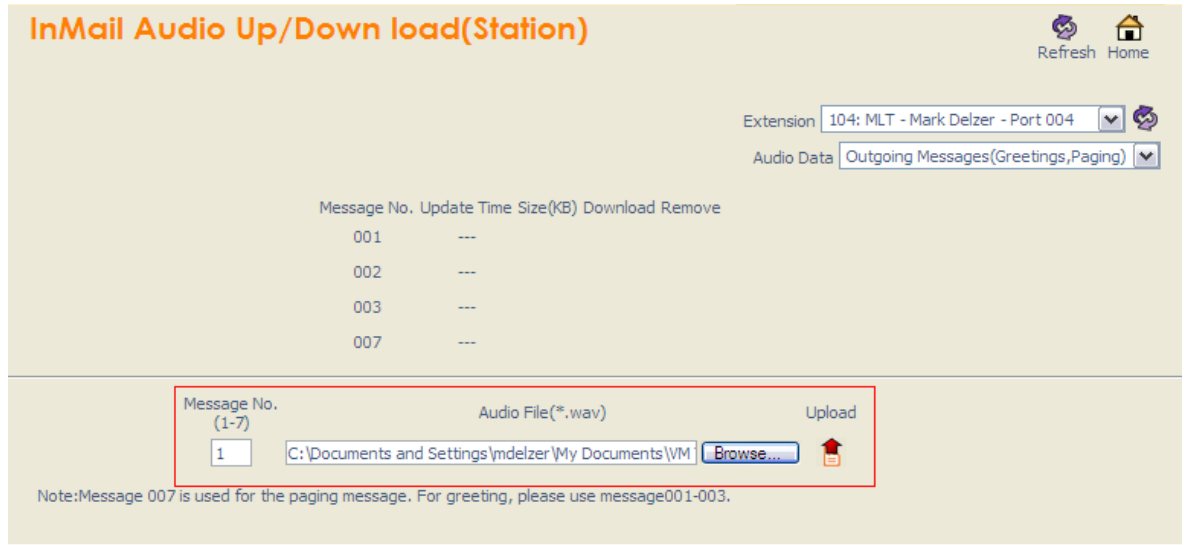 InMail Audio Up/Down load(Station)
Refresh Home
Extension 104: MLT - Mark Delzer - Port 004
Audio Data Outgoing Messages(Greetings,Paging)
Message No. Update Time Size(KB) Download Remove
001 ---
002 ---
003 ---
007 ---
Message No.
(1-7)
Audio File(*.wav)
Upload
1 C:\Documents and Settings\mdelzer\My Documents\VM Browse...
Note:Message 007 is used for the paging message. For greeting, please use message001-003.